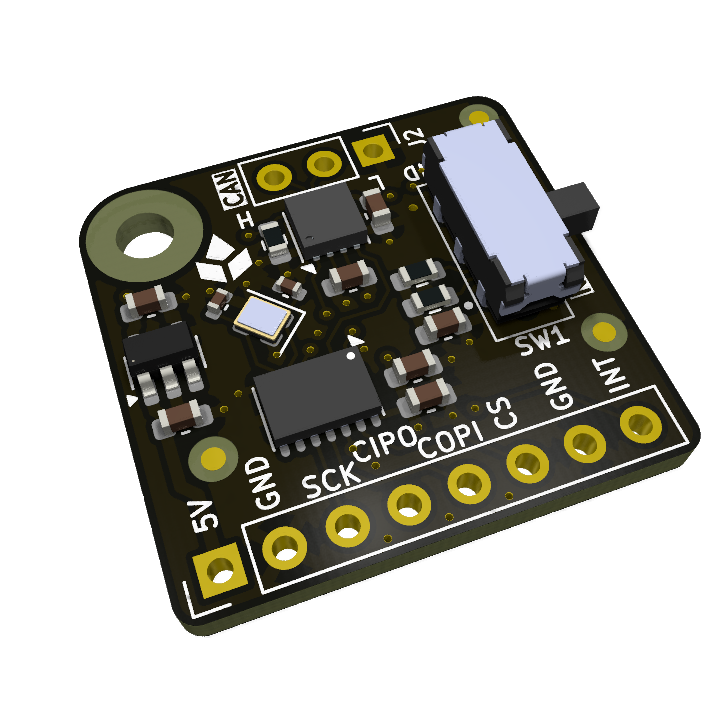 J2
CAN
H
SW1
INT
GND
CS
COPI
CIPO
SCK
GND
5V